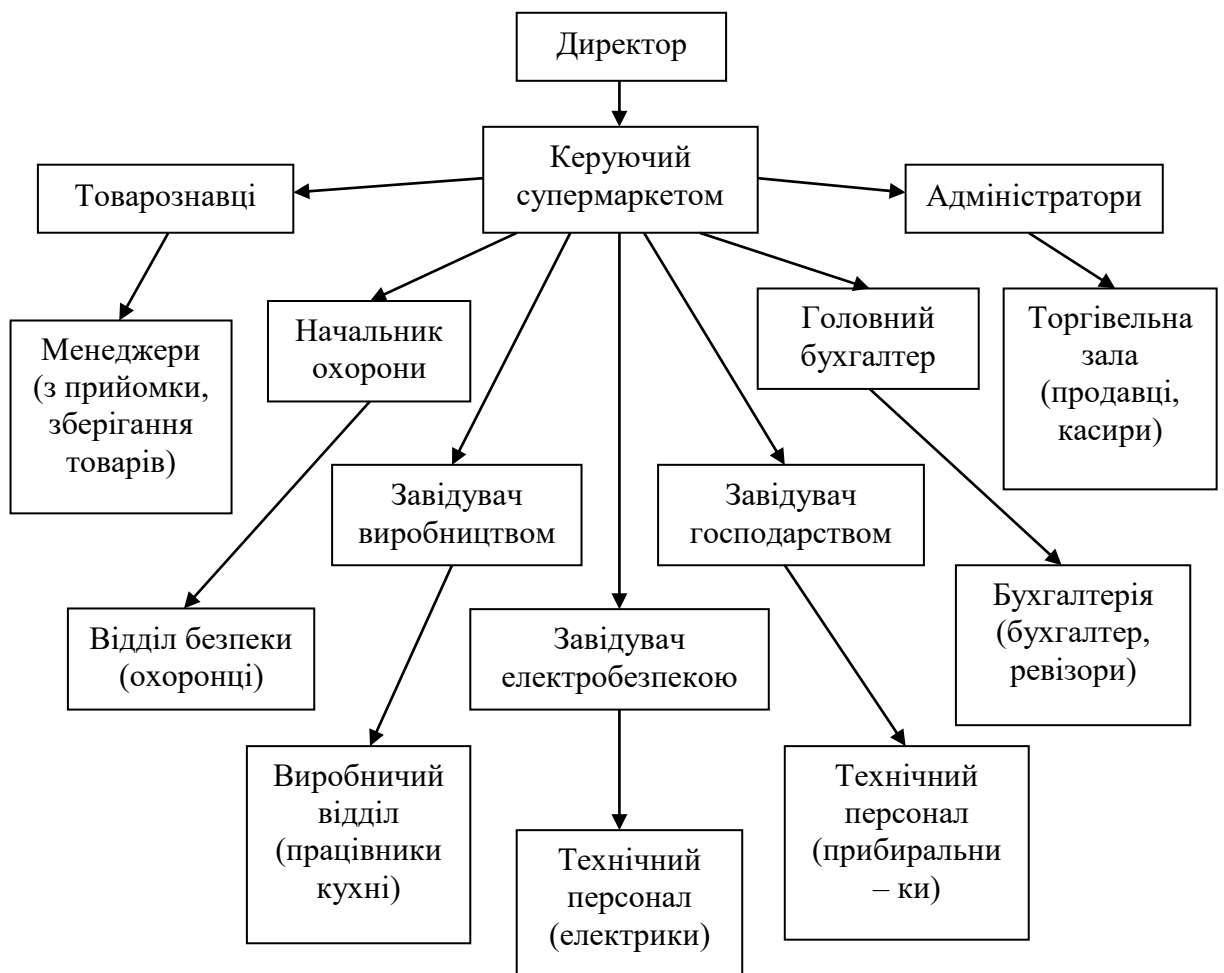 Директор
Керуючий
супермаркетом
Товарознавці
Адміністратори
Начальник
охорони
Головний
бухгалтер
Менеджери
(з прийомки,
зберігання
товарів)
Торгівельна
зала
(продавці,
касири)
Завідувач
виробництвом
Завідувач
господарством
Відділ безпеки
(охоронці)
Завідувач
електробезпекою
Бухгалтерія
(бухгалтер,
ревізори)
Виробничий
відділ
(працівники
кухні)
Технічний
персонал
(електрики)
Технічний
персонал
(прибиральни
– ки)